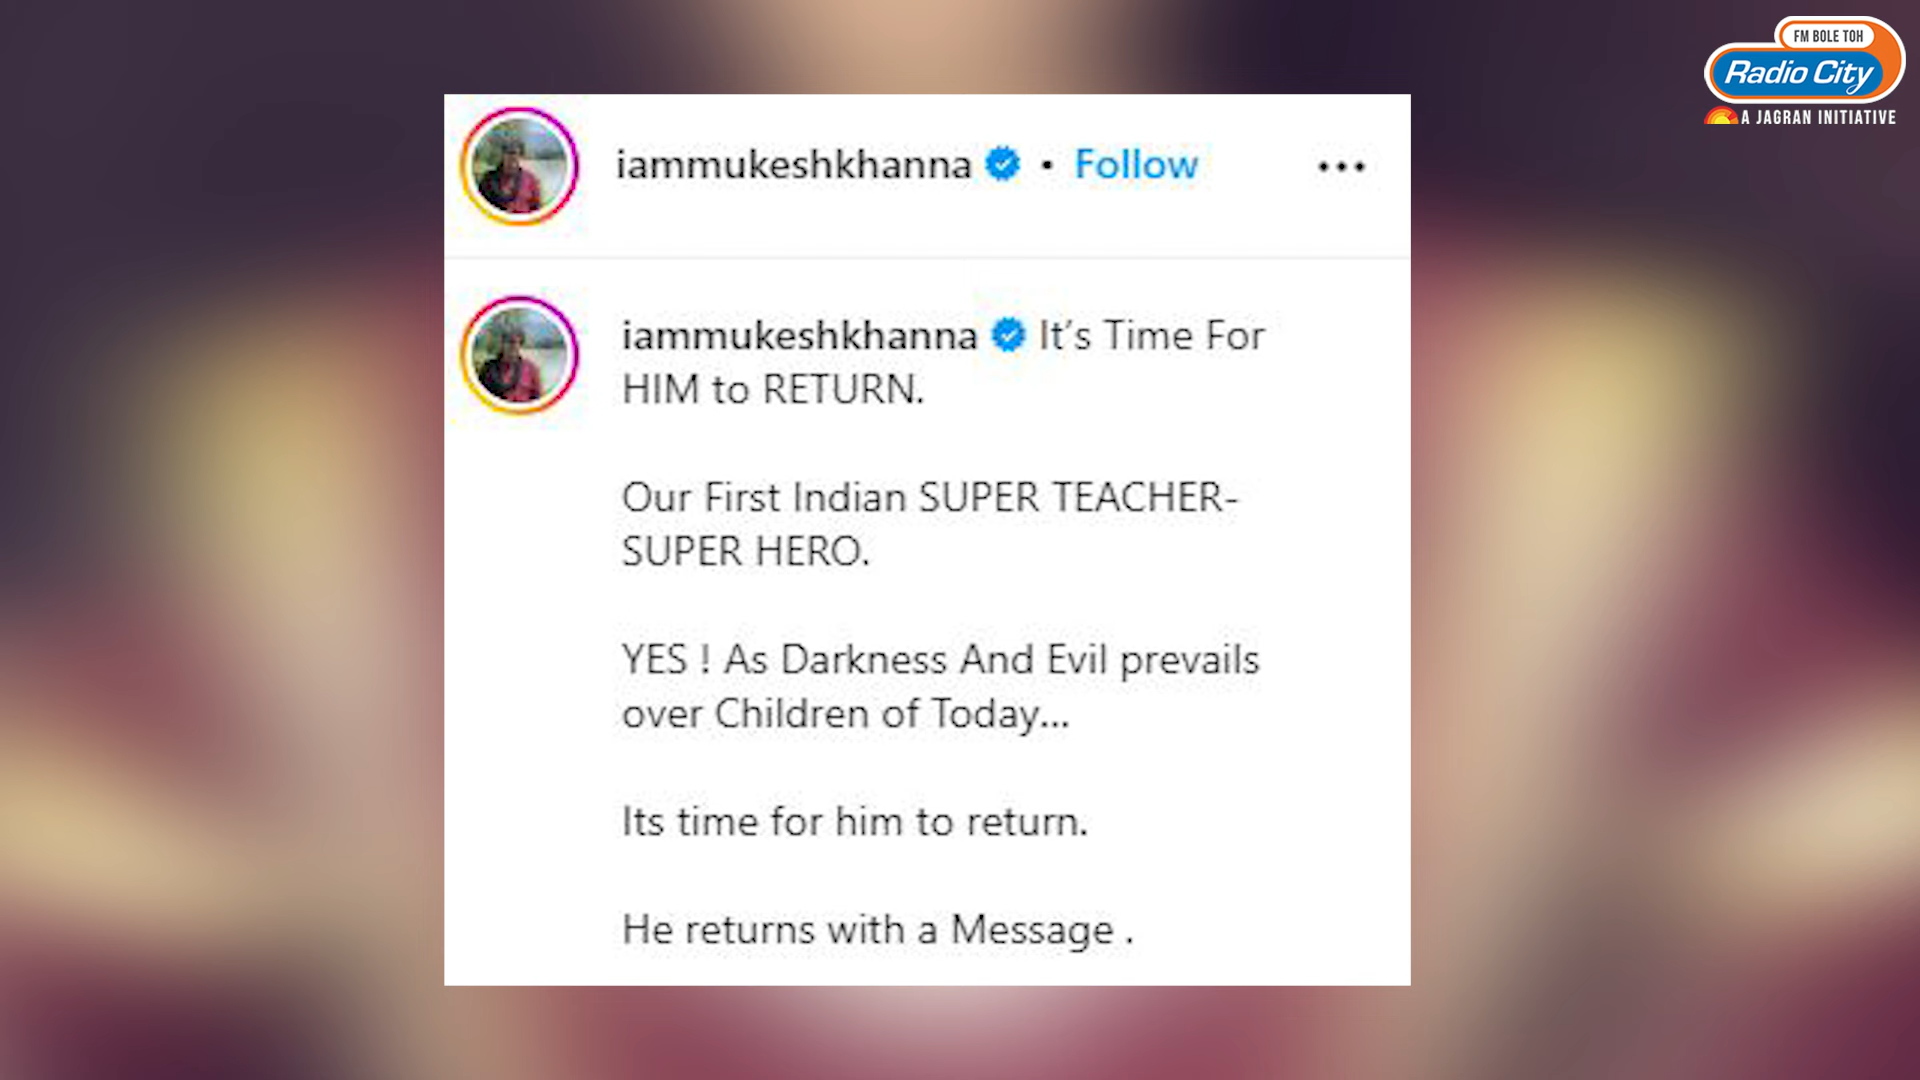 FM BOLE TOH
Radio City
A JAGRAN INITIATIVE
iammukeshkhanna • Follow •••
iammukeshkhanna It’s Time For
HIM to RETURN.
Our First Indian SUPER TEACHER-
SUPER HERO.
YES ! As Darkness And Evil prevails
over Children of Today...
Its time for him to return.
He returns with a Message .